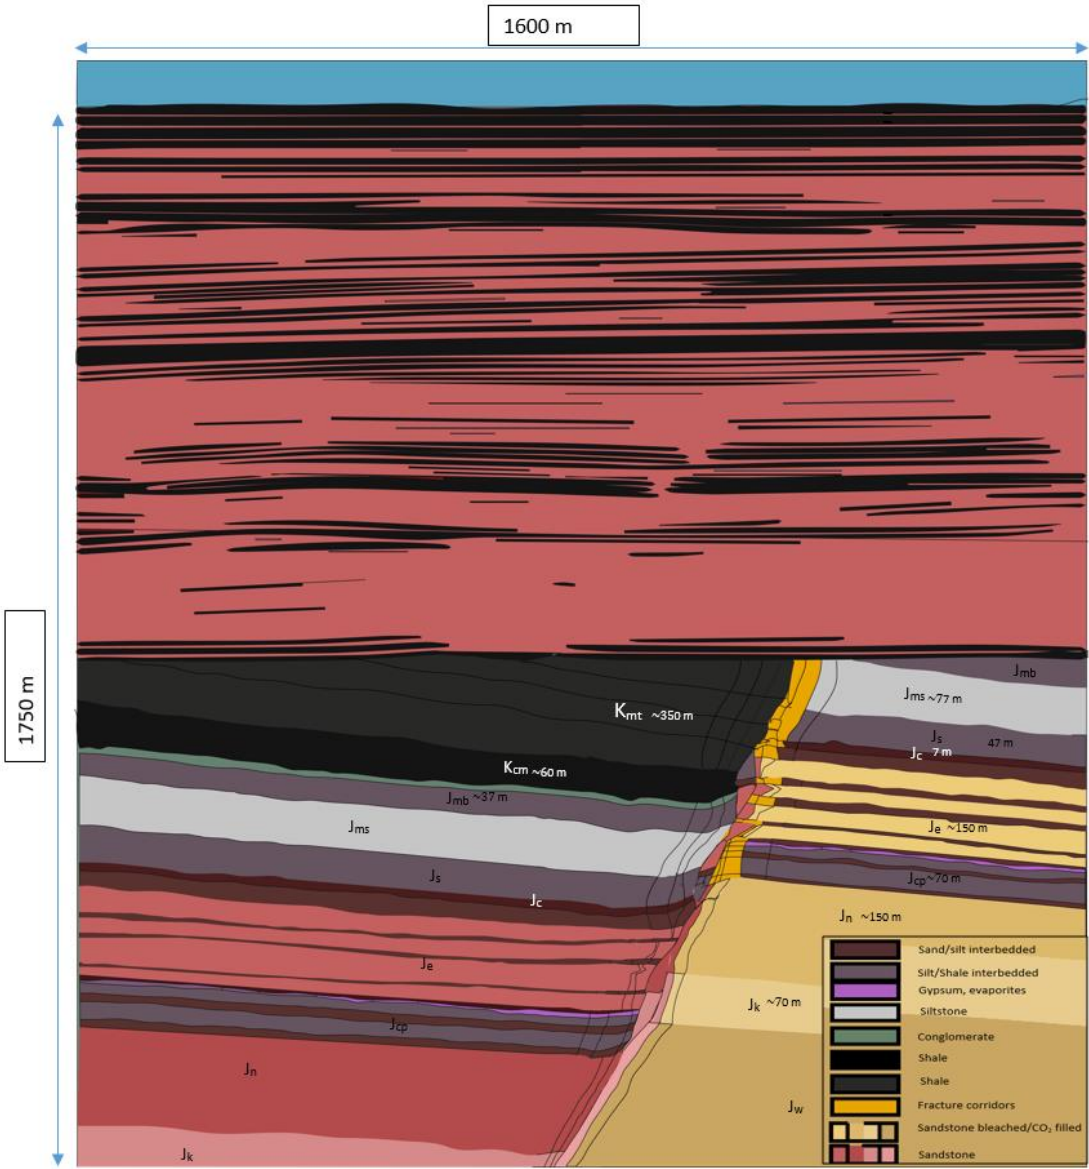 1600 m
1750 m
Jmb
Jms ~77 m
Kmt ~350 m
Js 47 m
Jc 7 m
Kcm ~60 m
Jmb ~37 m
Jms
Je ~150 m
Js
Jcp ~70 m
Jc
Jn ~150 m
Je
Jk ~70 m
Jcp
Jn
Jw
Jk
Sand/silt interbedded
Silt/Shale interbedded
Gypsum, evaporites
Siltstone
Conglomerate
Shale
Shale
Fracture corridors
Sandstone bleached/CO₂ filled
Sandstone